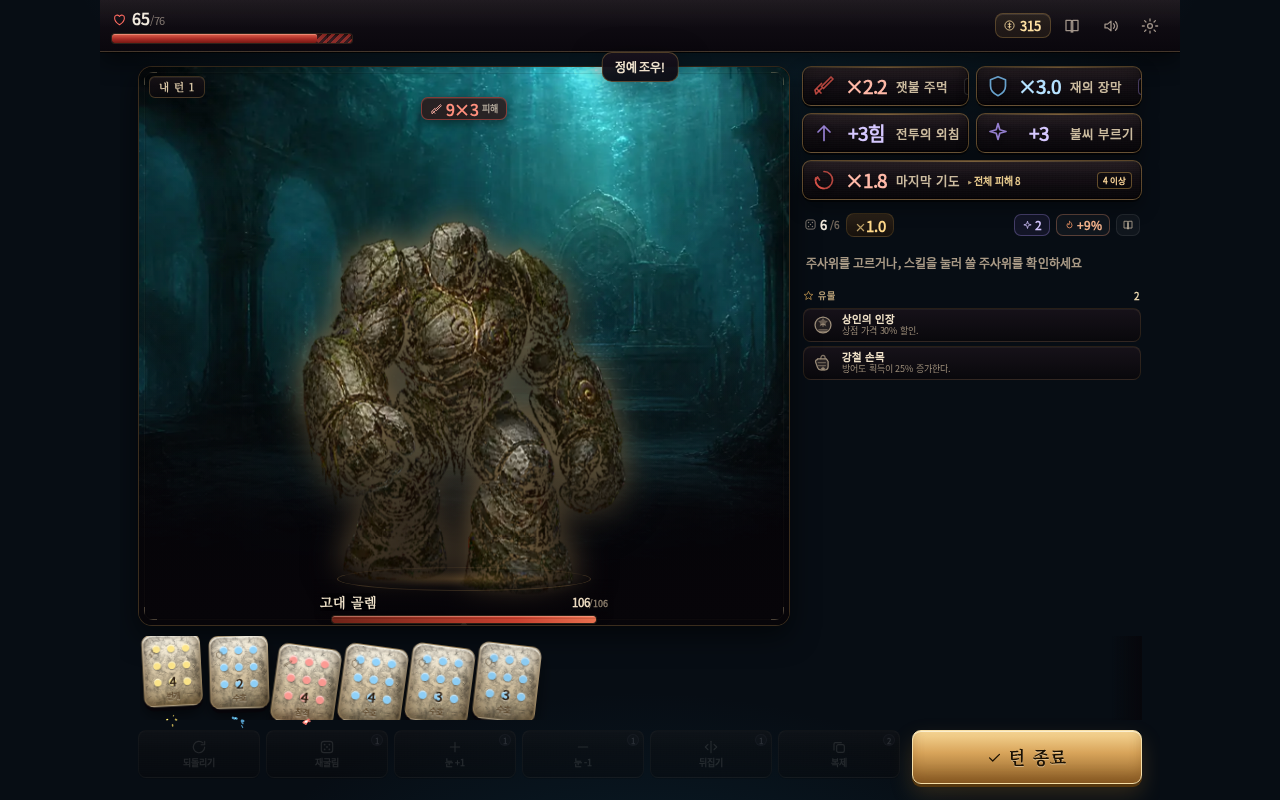 65/76
315
정예 조우!
내 턴 1
9×3 피해
×2.2 잿불 주먹
×3.0 재의 장막
+3힘 전투의 외침
+3 불씨 부르기
×1.8 마지막 기도 ▸전체 피해 8 4 이상
6/6 ×1.0 2 +9%
주사위를 고르거나, 스킬을 눌러 쓸 주사위를 확인하세요
유물 2
상인의 인장
상점 가격 30% 할인.
강철 손목
방어도 획득이 25% 증가한다.
고대 골렘 106/106
4 2 4 4 3 3
수호
되돌리기
재굴림 1
눈 +1 1
눈 -1 1
뒤집기 1
복제 2
턴 종료